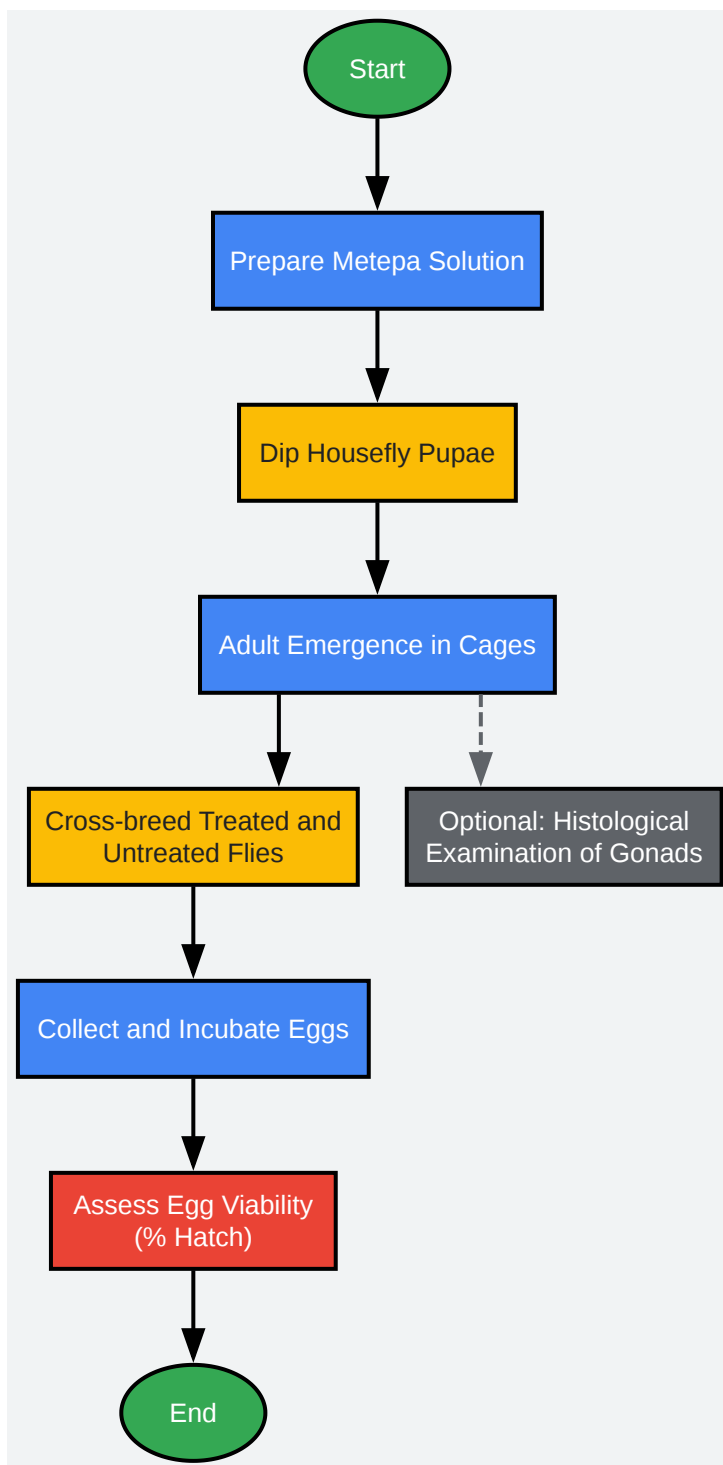 Start
Prepare Metepa Solution
Dip Housefly Pupae
Adult Emergence in Cages
Cross-breed Treated and
Untreated Flies
Optional: Histological
Examination of Gonads
Collect and Incubate Eggs
Assess Egg Viability
(% Hatch)
End